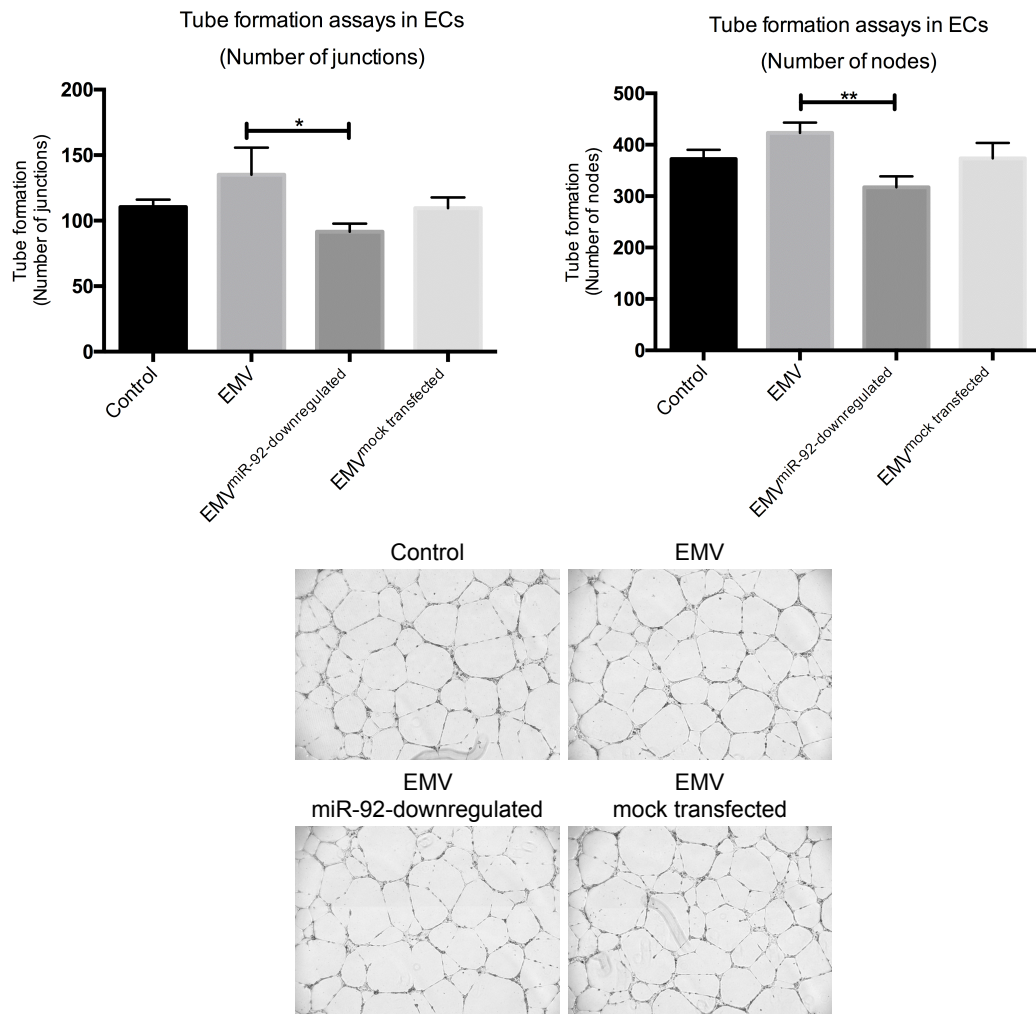 Tube formation assays in ECs
(Number of junctions)
Tube formation
(Number of junctions)
200
150
100
50
0
*
Control
EMV
EMVmiR-92-downregulated
EMVmock transfected
Tube formation assays in ECs
(Number of nodes)
Tube formation
(Number of nodes)
500
400
300
200
100
0
**
Control
EMV
EMVmiR-92-downregulated
EMVmock transfected
Control
EMV
EMV
miR-92-downregulated
EMV
mock transfected